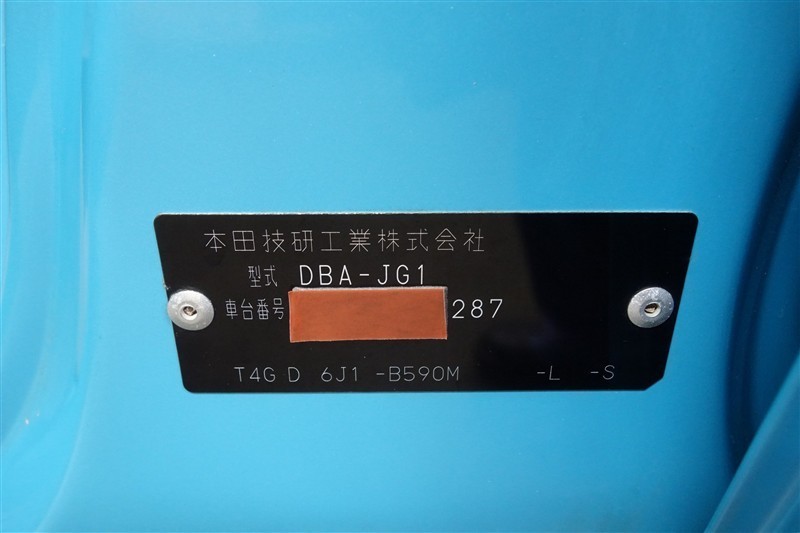 本田技研工業株式会社
型式 DBA-JG1
車台番号 287
T4G D 6J1 -B590M -L -S